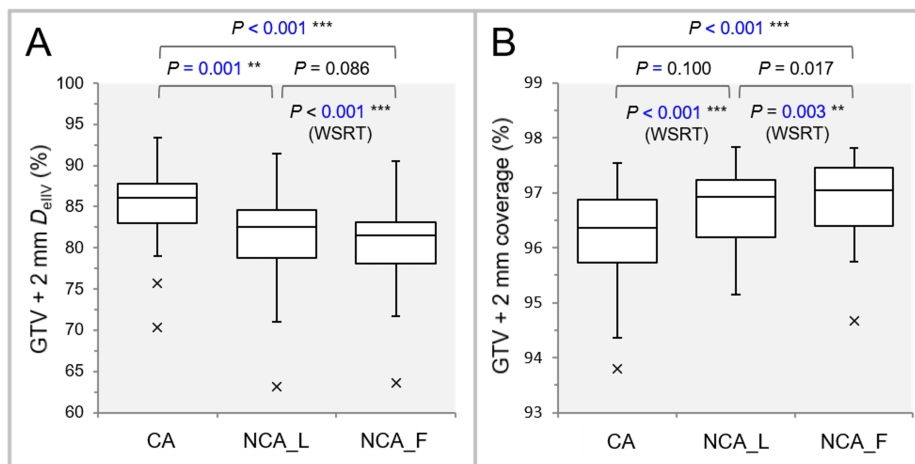 A
P < 0.001 ***
P = 0.001 **
P = 0.086
P < 0.001 ***
(WSRT)
GTV + 2 mm DeIIV (%)
100
95
90
85
80
75
70
65
60
CA
NCA_L
NCA_F
B
P < 0.001 ***
P = 0.100
P = 0.017
P < 0.001 ***
(WSRT)
P = 0.003 **
(WSRT)
GTV + 2 mm coverage (%)
99
98
97
96
95
94
93
CA
NCA_L
NCA_F